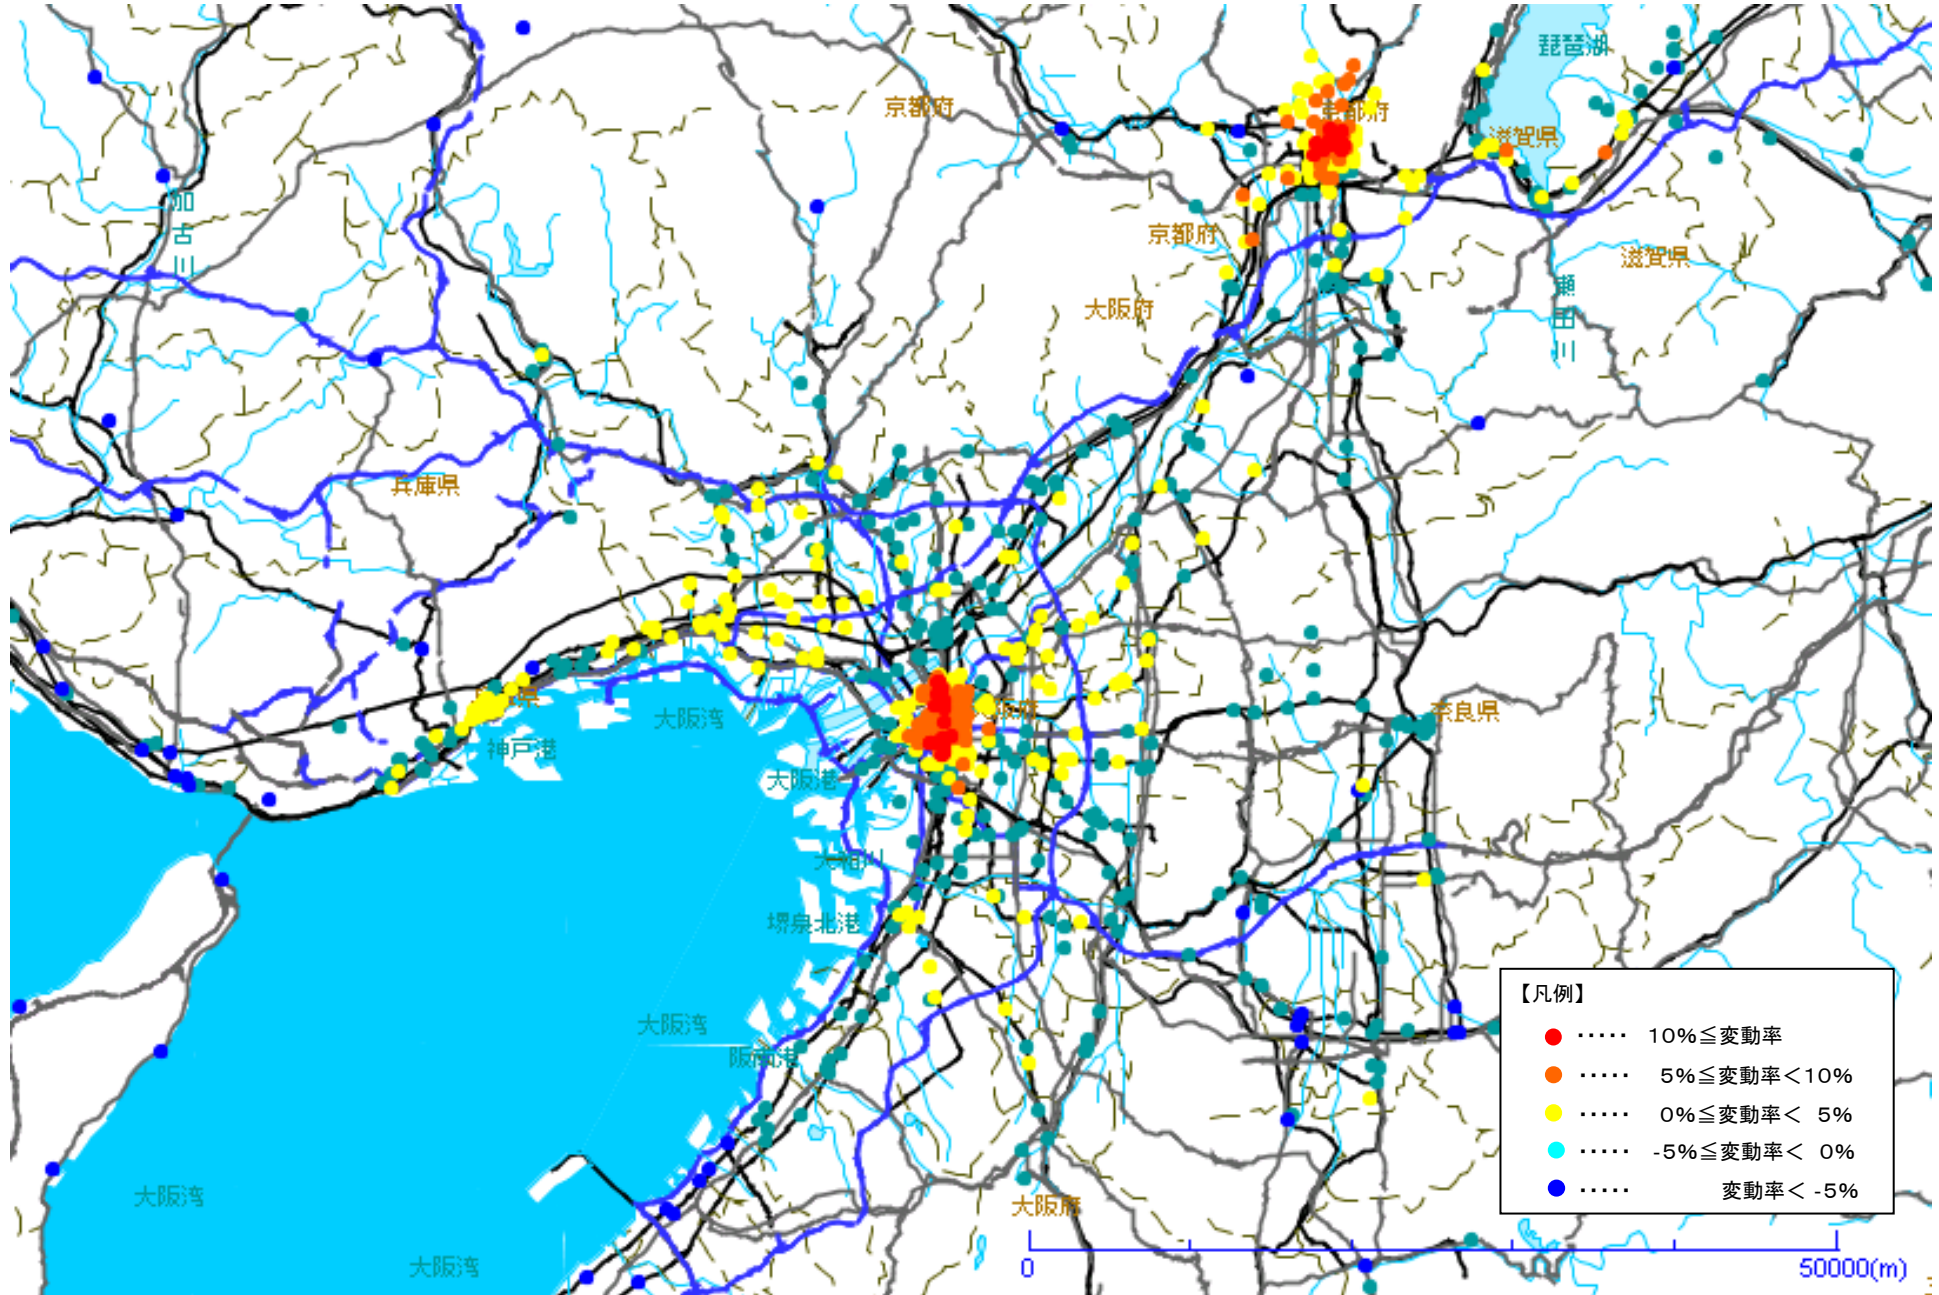 琵琶湖
京都府
京都府
滋賀県
加古川
京都府
滋賀県
瀬田川
大阪府
兵庫県
大阪湾
奈良県
神戸港
大阪港
堺泉北港
大阪湾
阪南港
大阪湾
大阪府
大阪湾
【凡例】
・・・・・ 10%≦変動率
・・・・・ 5%≦変動率<10%
・・・・・ 0%≦変動率< 5%
・・・・・ -5%≦変動率< 0%
・・・・・ 変動率< -5%
0
50000(m)